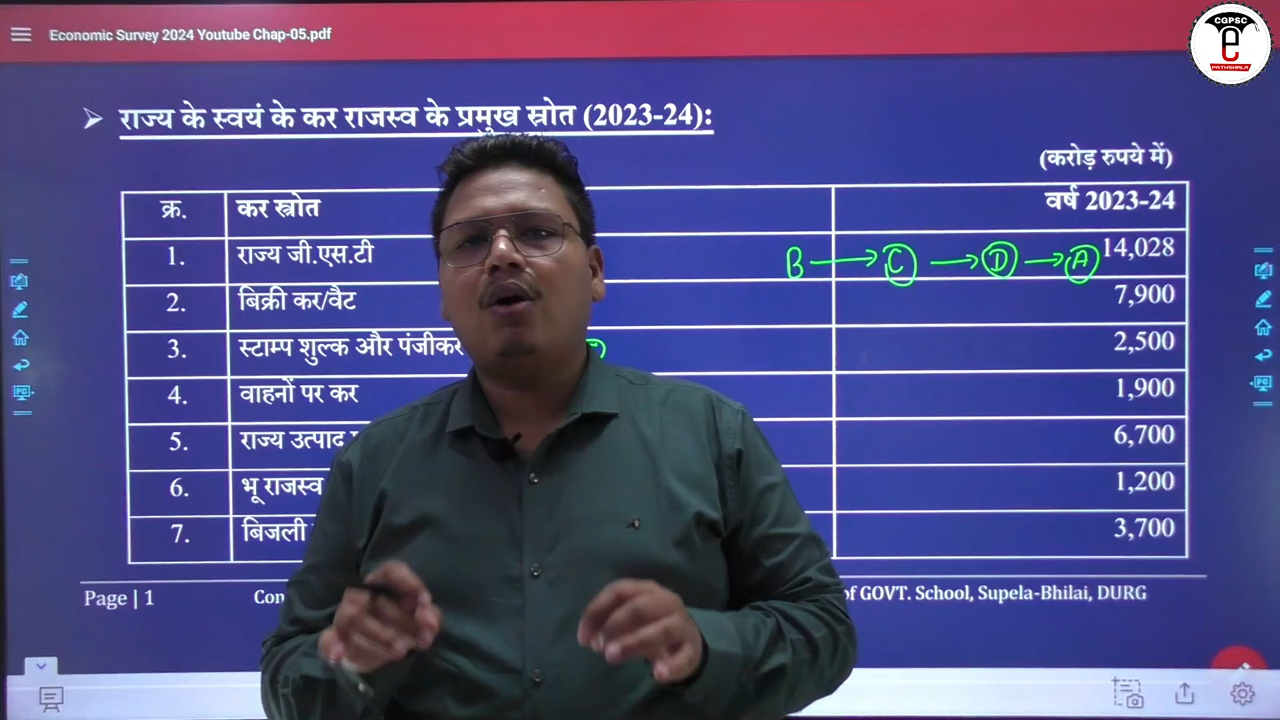 Economic Survey 2024 Youtube Chap-05.pdf
CGPSC
e
PATHSHALA
➢ राज्य के स्वयं के कर राजस्व के प्रमुख स्रोत (2023-24):
(करोड़ रुपये में)
क्र. कर स्त्रोत वर्ष 2023-24
1. राज्य जी.एस.टी B → C → D → A 14,028
2. बिक्री कर/वैट 7,900
3. स्टाम्प शुल्क और पंजीकर 2,500
4. वाहनों पर कर 1,900
5. राज्य उत्पाद 6,700
6. भू राजस्व 1,200
7. बिजली 3,700
Page | 1 Con of GOVT. School, Supela-Bhilai, DURG
PC
PC